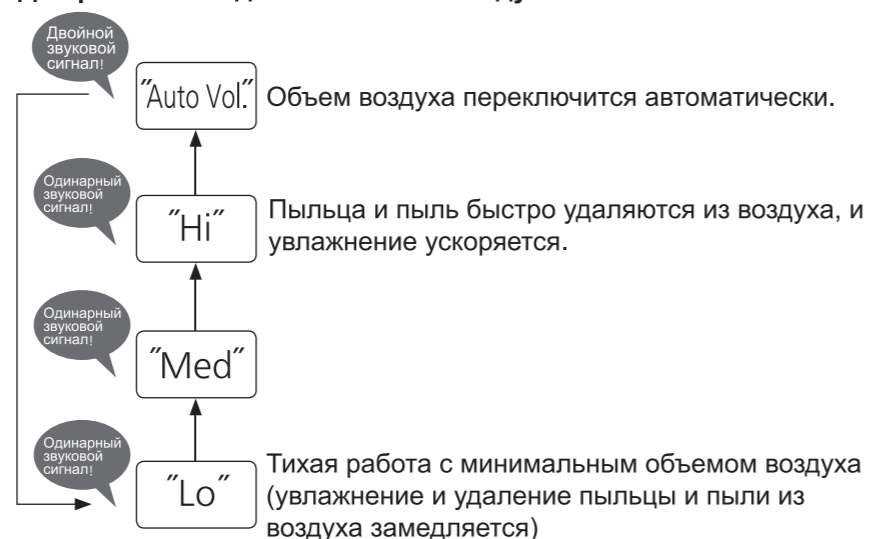 Двойной
звуковой
сигнал!
"Auto Vol."
Объем воздуха переключится автоматически.
Одинарный
звуковой
сигнал!
"Hi"
Пыльца и пыль быстро удаляются из воздуха, и
увлажнение ускоряется.
Одинарный
звуковой
сигнал!
"Med"
Одинарный
звуковой
сигнал!
"Lo"
Тихая работа с минимальным объемом воздуха
(увлажнение и удаление пыльцы и пыли из
воздуха замедляется)